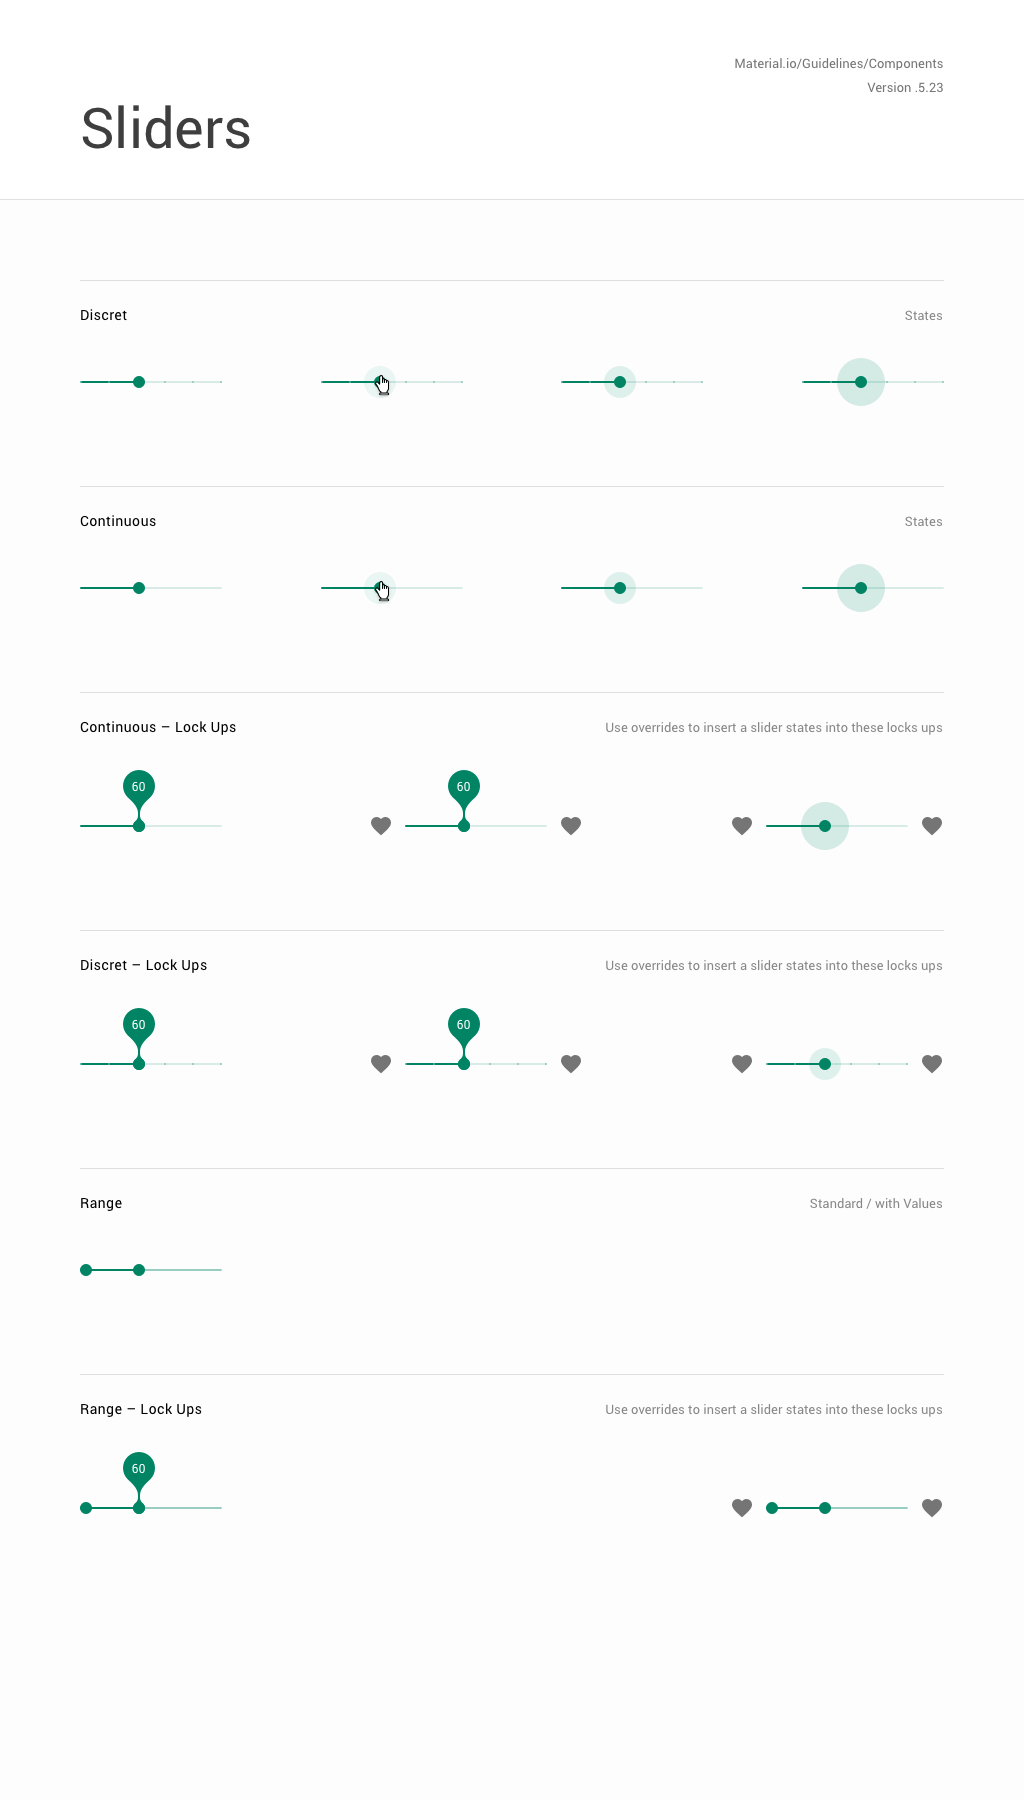 Material.io/Guidelines/Components
Version .5.23
Sliders
Discret
States
Continuous
States
Continuous – Lock Ups
Use overrides to insert a slider states into these locks ups
60
60
Discret – Lock Ups
Use overrides to insert a slider states into these locks ups
60
60
Range
Standard / with Values
Range – Lock Ups
Use overrides to insert a slider states into these locks ups
60